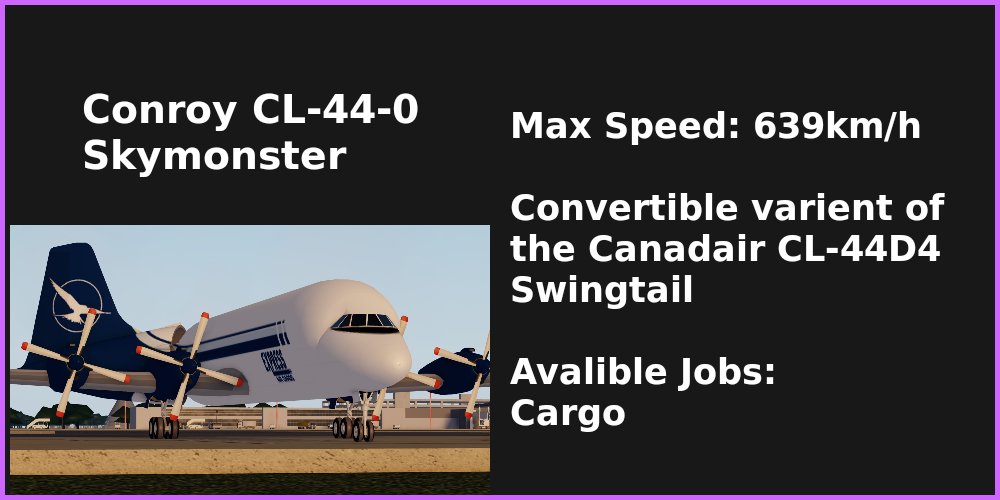 Conroy CL-44-0
Skymonster
Max Speed: 639km/h
Convertible varient of
the Canadair CL-44D4
Swingtail
Avalible Jobs:
Cargo
EXPRESS